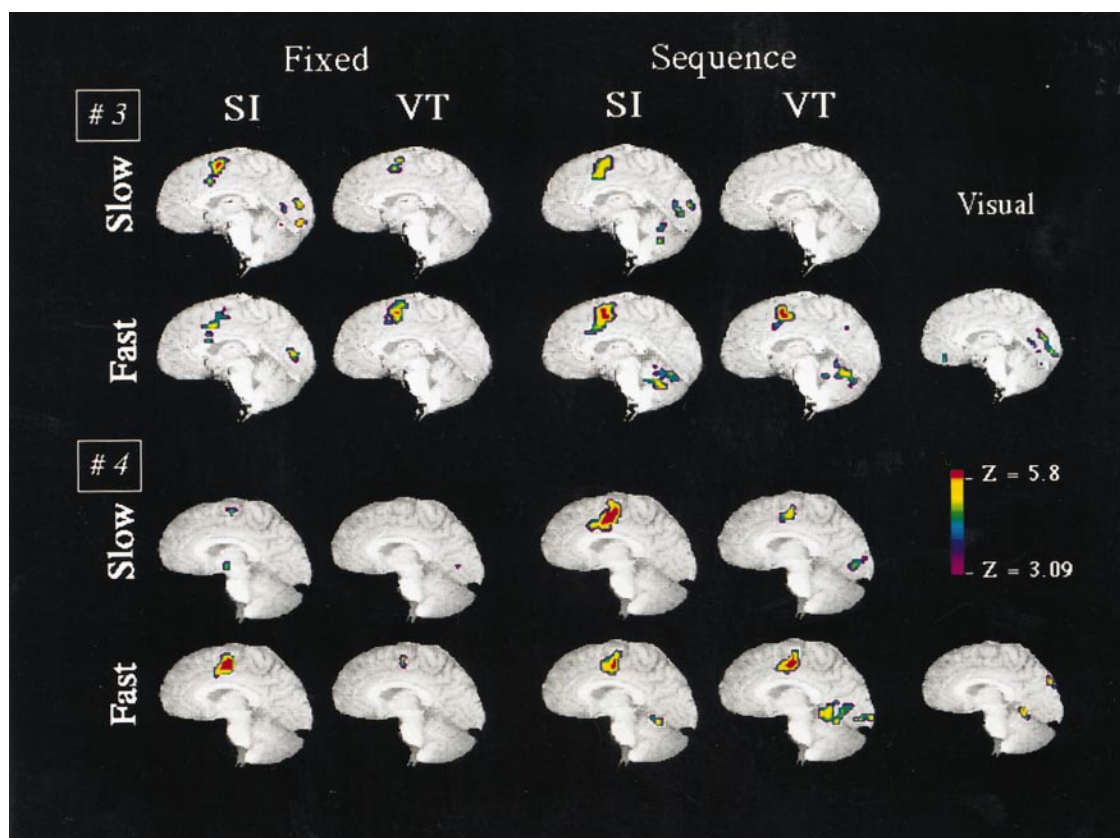 Fixed Sequence
# 3 SI VT SI VT
Slow
Visual
Fast
# 4
Z = 5.8
Slow
Z = 3.09
Fast